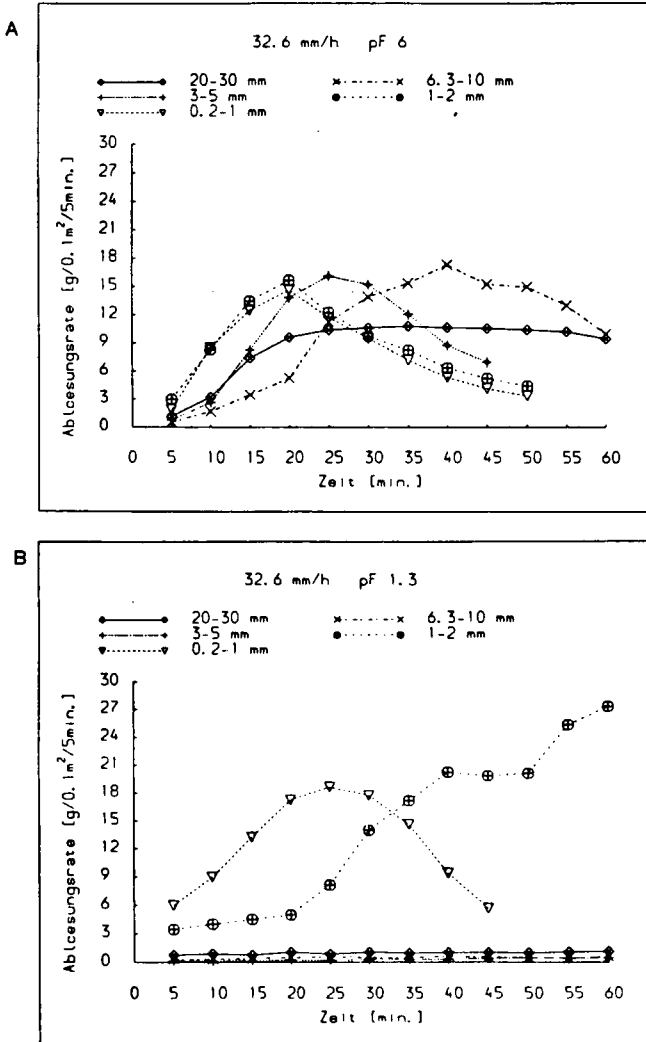 A
32.6 mm/h pF 6
20-30 mm
6.3-10 mm
3-5 mm
1-2 mm
0.2-1 mm
30
27
24
21
18
15
12
9
6
3
0
Ablcesungsrate [g/0.1m²/5min.]
0 5 10 15 20 25 30 35 40 45 50 55 60
Zeit [min.]
B
32.6 mm/h pF 1.3
20-30 mm
6.3-10 mm
3-5 mm
1-2 mm
0.2-1 mm
30
27
24
21
18
15
12
9
6
3
0
Ablcesungsrate [g/0.1m²/5min.]
0 5 10 15 20 25 30 35 40 45 50 55 60
Zeit [min.]